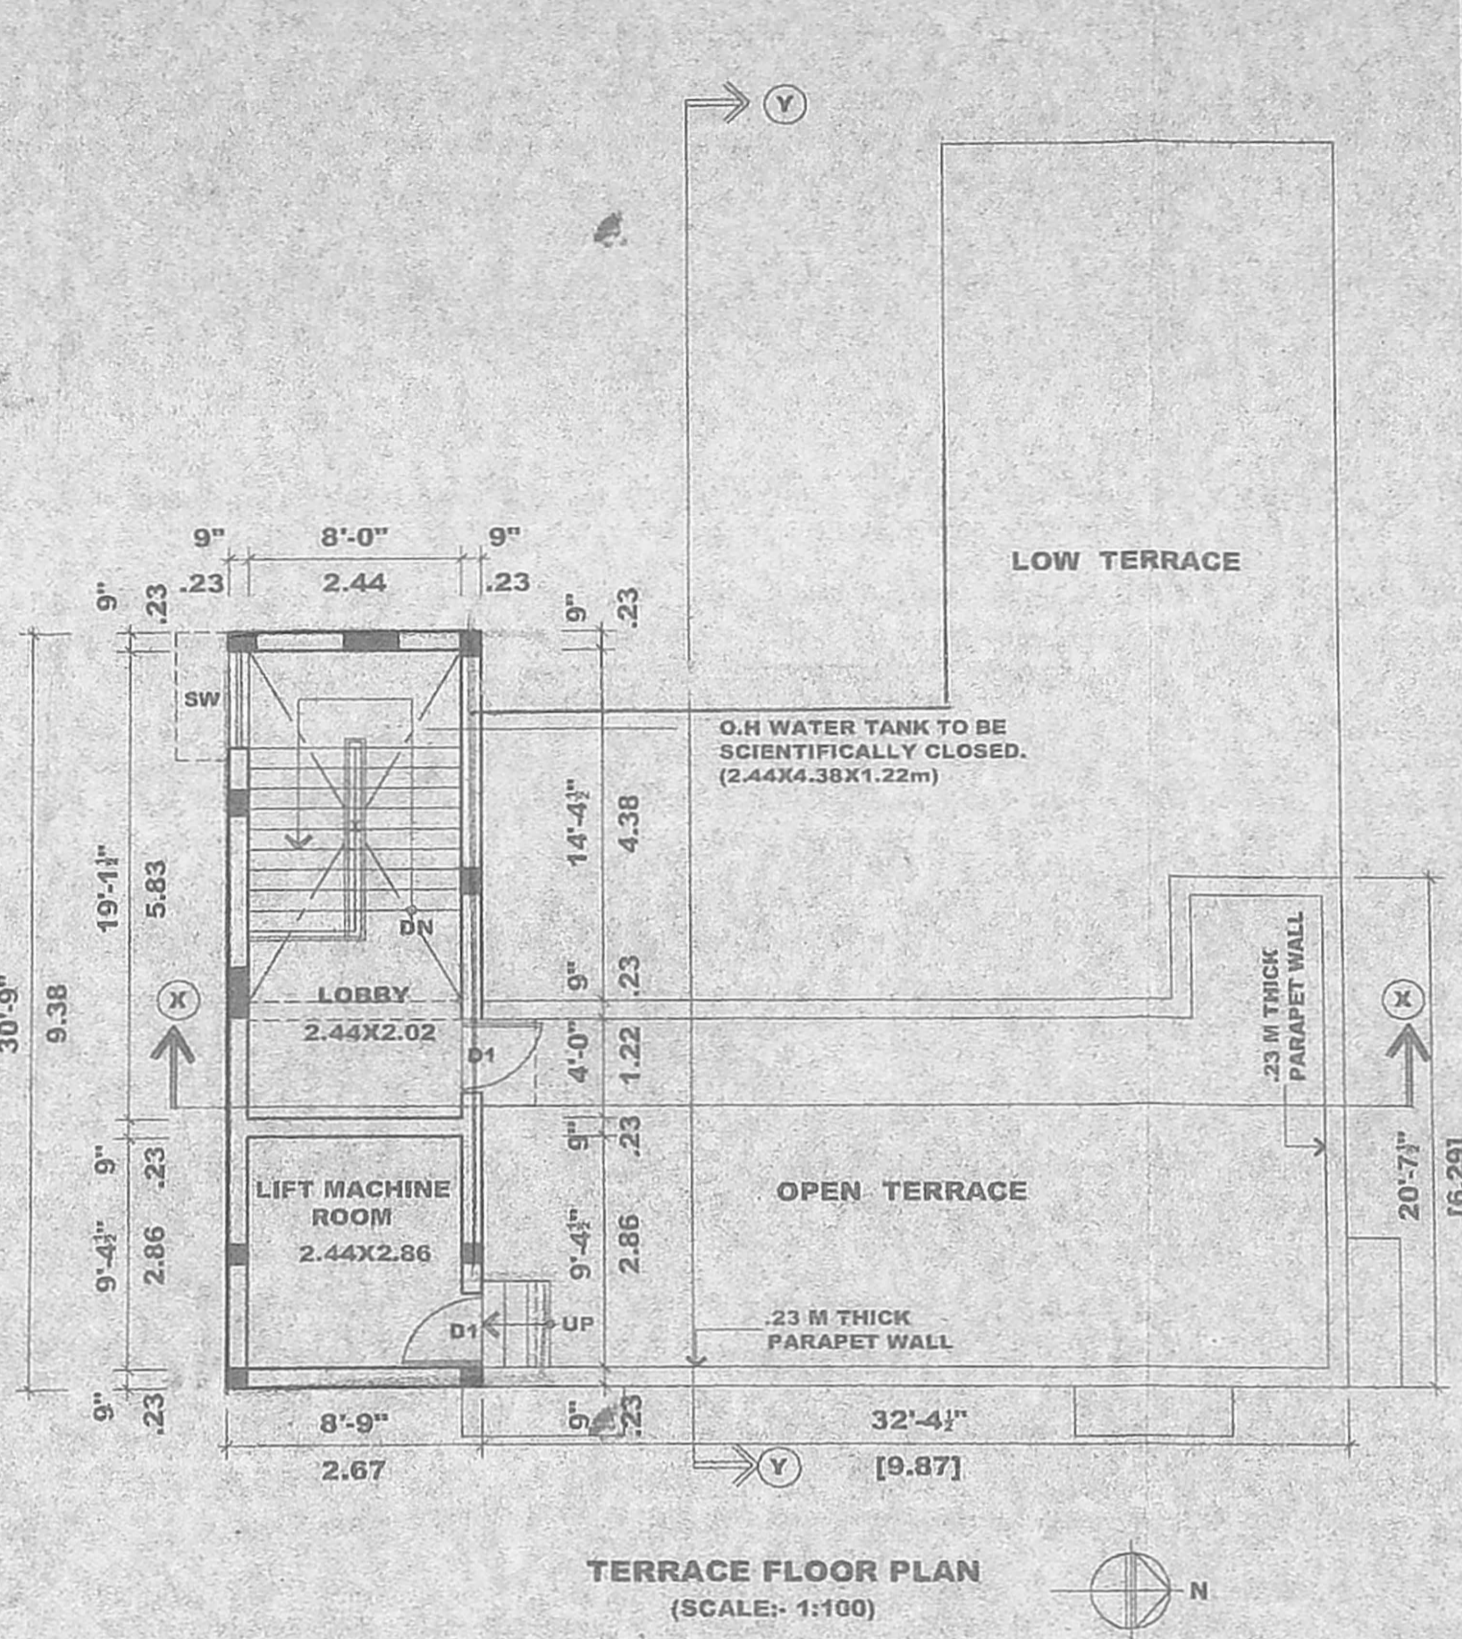 Y
9" 8'-0" 9"
.23 2.44 .23
9" .23
9" .23
LOW TERRACE
SW
O.H WATER TANK TO BE
SCIENTIFICALLY CLOSED.
(2.44X4.38X1.22m)
14'-4½" 4.38
19'-1½" 5.83
DN
30'-9" 9.38
X
LOBBY
2.44X2.02
9" .23
4'-0" 1.22
D1
.23 M THICK
PARAPET WALL
X
9" .23
9" .23
LIFT MACHINE
ROOM
2.44X2.86
9'-4½" 2.86
9'-4½" 2.86
OPEN TERRACE
20'-7½" [6.29]
D1
UP
.23 M THICK
PARAPET WALL
9" .23
8'-9"
2.67
9" .23
32'-4½"
[9.87]
Y
TERRACE FLOOR PLAN
(SCALE:- 1:100)
N